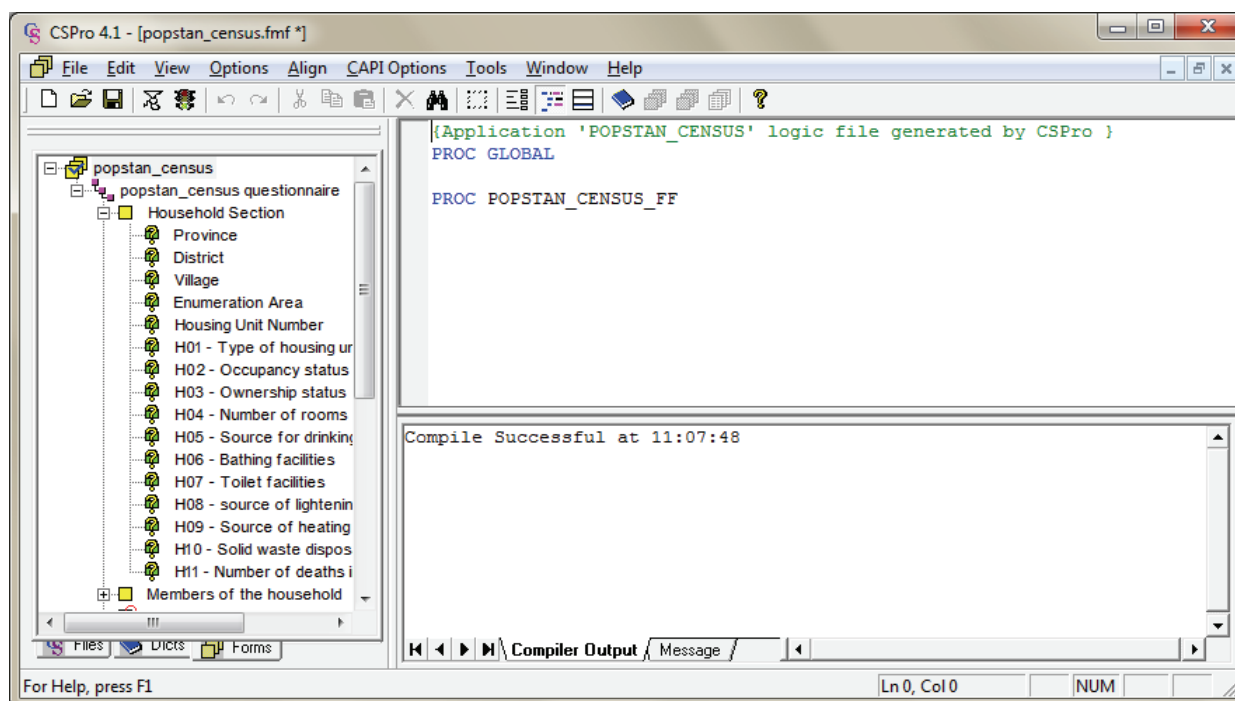 CSPro 4.1 - [popstan_census.fmf *]
File Edit View Options Align CAPI Options Tools Window Help
popstan_census
popstan_census questionnaire
Household Section
Province
District
Village
Enumeration Area
Housing Unit Number
H01 - Type of housing ur
H02 - Occupancy status
H03 - Ownership status
H04 - Number of rooms
H05 - Source for drinking
H06 - Bathing facilities
H07 - Toilet facilities
H08 - source of lightenin
H09 - Source of heating
H10 - Solid waste dispos
H11 - Number of deaths i
Members of the household
Files Dicts Forms
{Application 'POPSTAN_CENSUS' logic file generated by CSPro }
PROC GLOBAL
PROC POPSTAN_CENSUS_FF
Compile Successful at 11:07:48
Compiler Output Message
For Help, press F1
Ln 0, Col 0
NUM